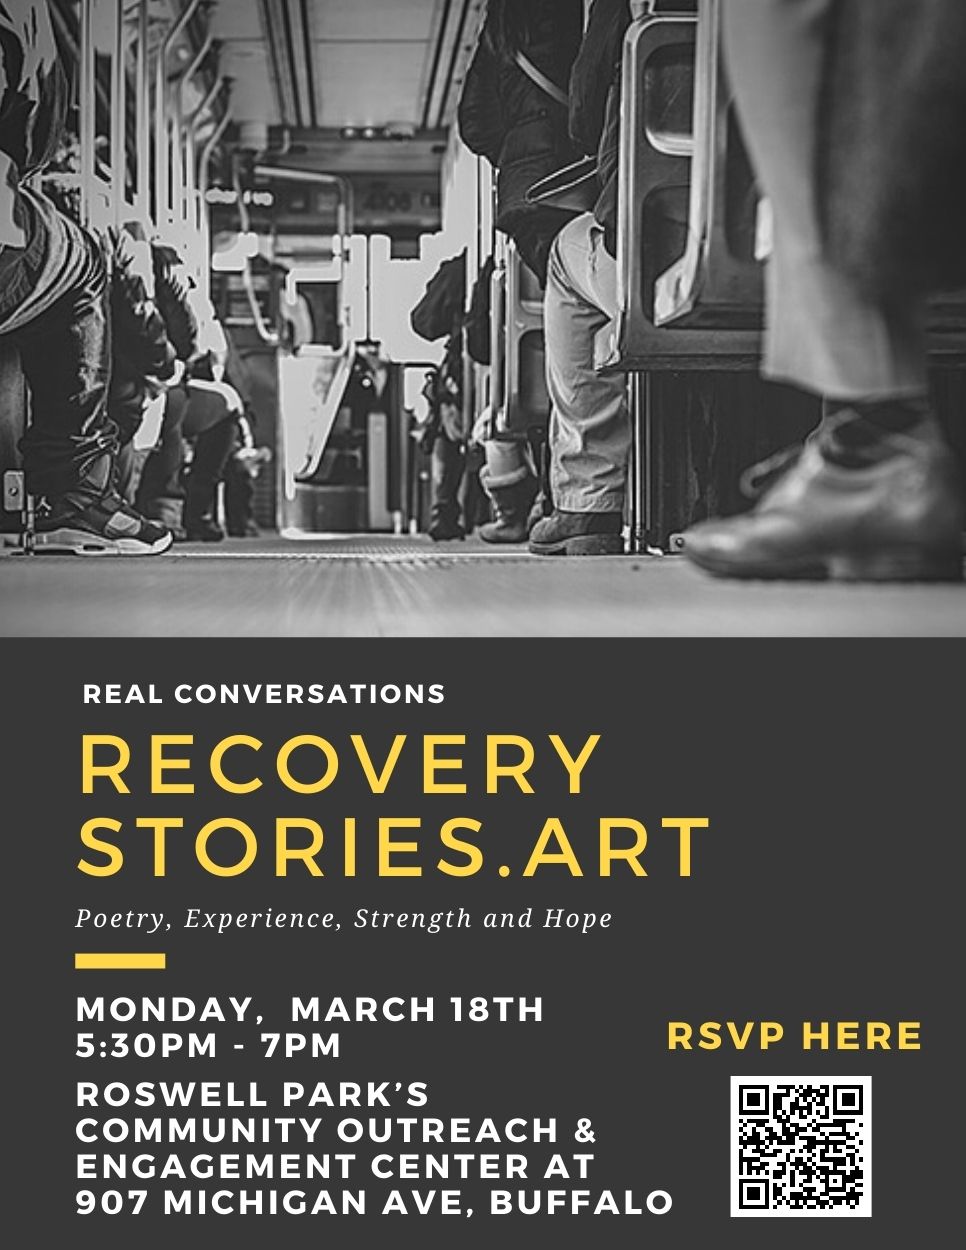 REAL CONVERSATIONS
RECOVERY
STORIES.ART
Poetry, Experience, Strength and Hope
MONDAY,  MARCH 18TH
5:30PM - 7PM
ROSWELL PARK’S
COMMUNITY OUTREACH &
ENGAGEMENT CENTER AT
907 MICHIGAN AVE, BUFFALO
RSVP HERE